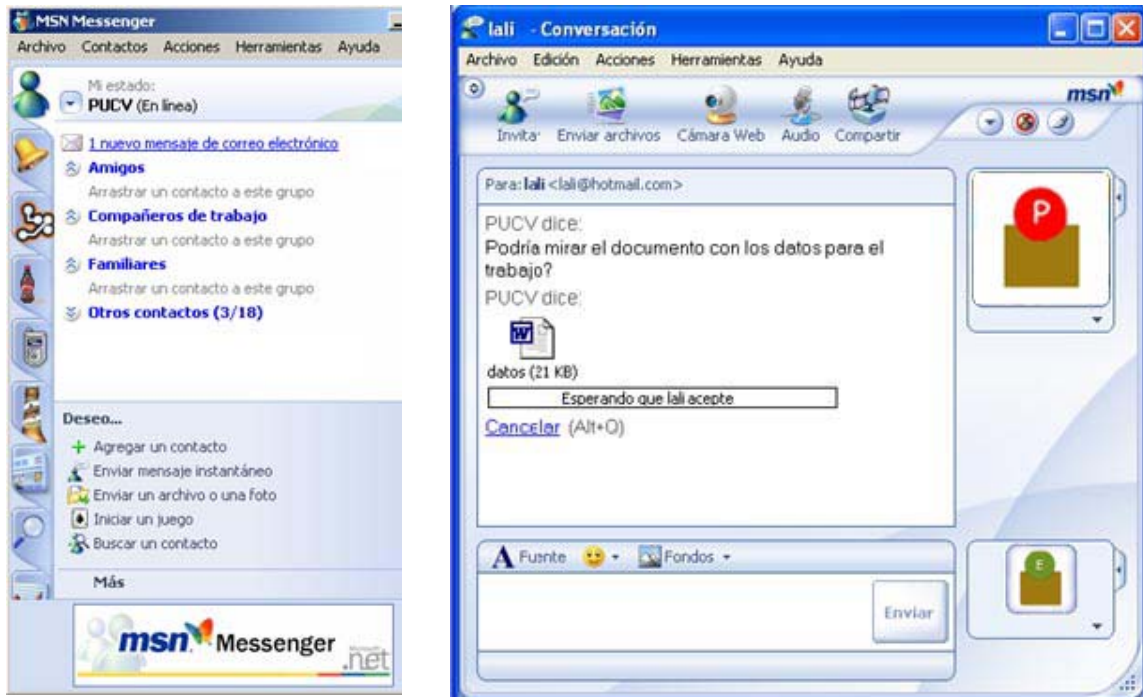 MSN Messenger
Archivo Contactos Acciones Herramientas Ayuda
Mi estado:
PUCV (En línea)
1 nuevo mensaje de correo electrónico
Amigos
Arrastrar un contacto a este grupo
Compañeros de trabajo
Arrastrar un contacto a este grupo
Familiares
Arrastrar un contacto a este grupo
Otros contactos (3/18)
Deseo...
Agregar un contacto
Enviar mensaje instantáneo
Enviar un archivo o una foto
Iniciar un juego
Buscar un contacto
Más
msn Messenger
.net
lali - Conversación
Archivo Edición Acciones Herramientas Ayuda
msn
Invitar Enviar archivos Cámara Web Audio Compartir
Para: lali <lali@hotmail.com>
PUCV dice:
Podría mirar el documento con los datos para el
trabajo?
PUCV dice:
W
datos (21 KB)
Esperando que lali acepte
Cancelar (Alt+Q)
P
A Fuente Fondos
Enviar
E